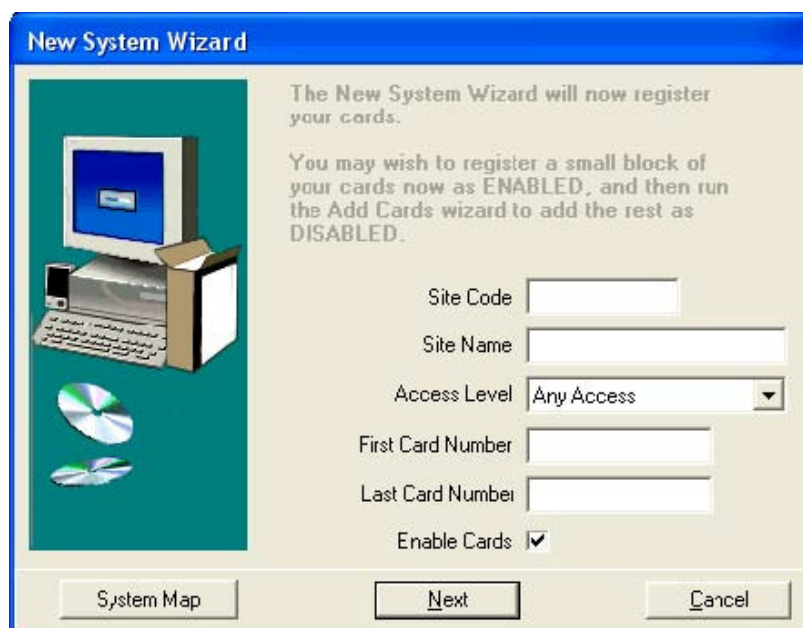 New System Wizard
The New System Wizard will now register
your cards.
You may wish to register a small block of
your cards now as ENABLED, and then run
the Add Cards wizard to add the rest as
DISABLED.
Site Code
Site Name
Access Level Any Access
First Card Number
Last Card Number
Enable Cards
System Map Next Cancel